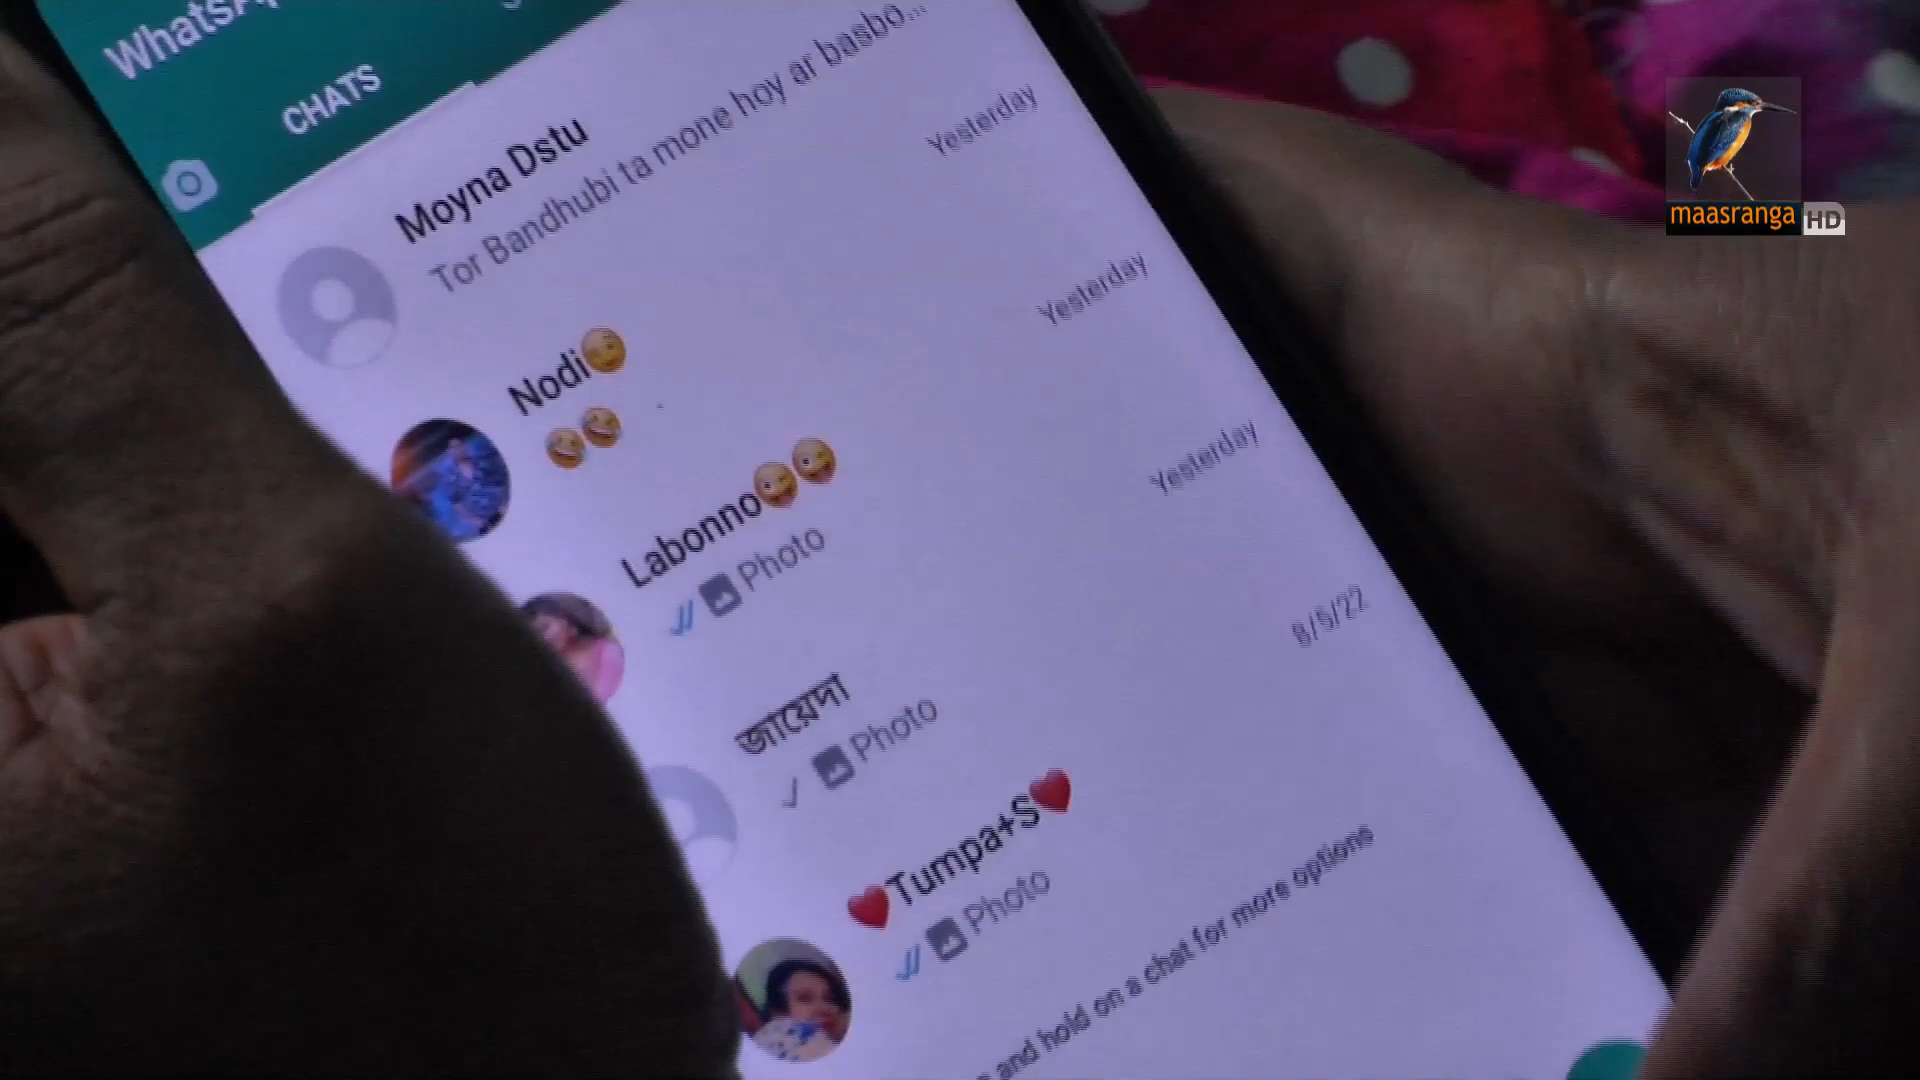 WhatsAp
CHATS
Moyna Dstu
Tor Bandhubi ta mone hoy ar basbo...
Yesterday
Nodi😉
😂😂
Yesterday
Labonno😜😜
Photo
Yesterday
জায়েদা
Photo
8/5/22
❤Tumpa+S❤
Photo
and hold on a chat for more options
maasranga HD